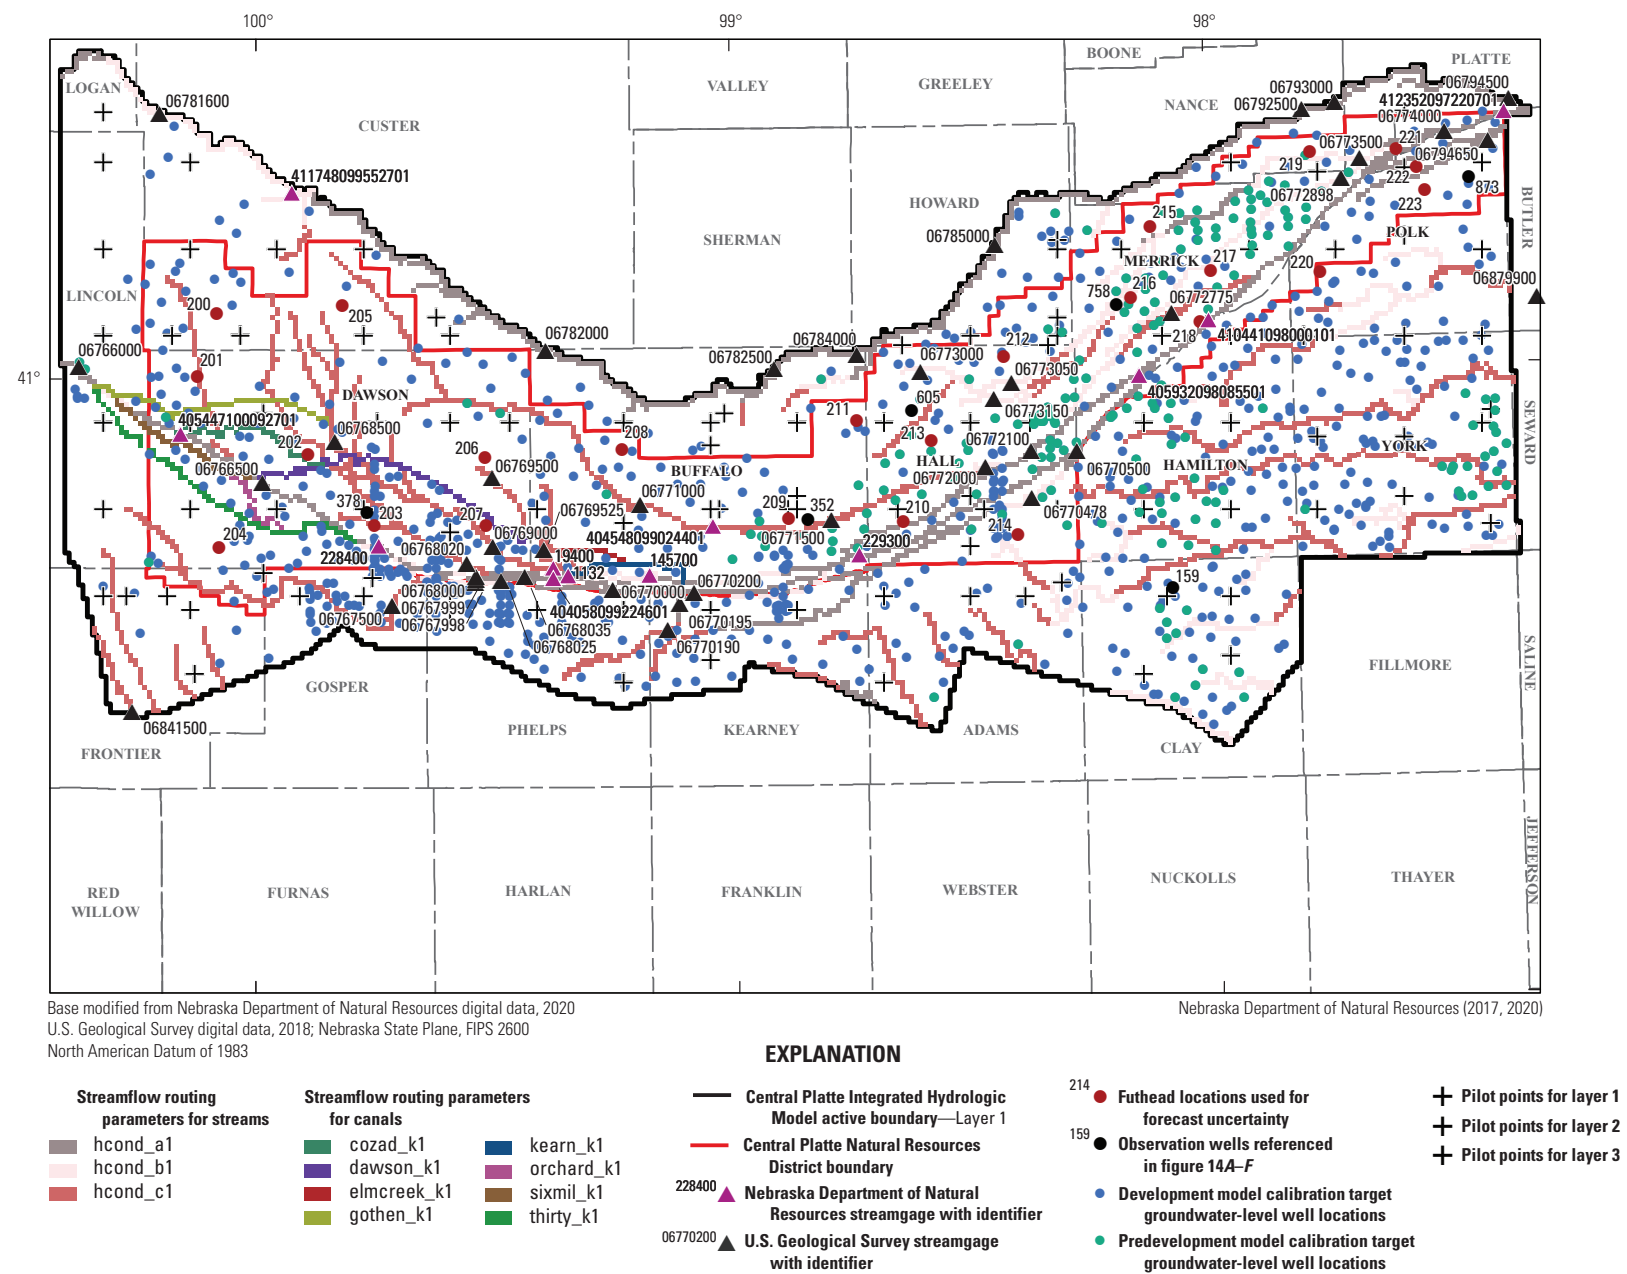 100°
99°
98°
41°
LOGAN
CUSTER
VALLEY
GREELEY
BOONE
NANCE
PLATTE
SHERMAN
HOWARD
MERRICK
POLK
BUTLER
LINCOLN
DAWSON
BUFFALO
HALL
HAMILTON
YORK
SEWARD
SALINE
JEFFERSON
GOSPER
PHELPS
KEARNEY
ADAMS
CLAY
FILLMORE
FRONTIER
RED
WILLOW
FURNAS
HARLAN
FRANKLIN
WEBSTER
NUCKOLLS
THAYER
06781600
411748099552701
06793000
06792500
06794500
412352097220701
06774000
06773500
221
06794650
219
222
873
06772898
223
215
06785000
217
220
216
758
06879900
06772775
218
410441098000101
200
205
201
06766000
06782000
06782500
06784000
06773000
212
06773050
405932098085501
605
06773150
211
213
06772100
405447100092701
202
06768500
208
206
06766500
06769500
06772000
06770500
378
203
207
06769525
06771000
209
352
210
06770478
214
204
06769000
404548099024401
06771500
229300
228400
06768020
19400
1132
145700
06770200
06768000
06770000
06767500
06767999
06767998
404058099224601
06768035
06768025
06770195
06770190
159
06841500
Base modified from Nebraska Department of Natural Resources digital data, 2020
U.S. Geological Survey digital data, 2018; Nebraska State Plane, FIPS 2600
North American Datum of 1983
Nebraska Department of Natural Resources (2017, 2020)
EXPLANATION
Streamflow routing
parameters for streams
hcond_a1
hcond_b1
hcond_c1
Streamflow routing parameters
for canals
cozad_k1
dawson_k1
elmcreek_k1
gothen_k1
kearn_k1
orchard_k1
sixmil_k1
thirty_k1
Central Platte Integrated Hydrologic
Model active boundary—Layer 1
Central Platte Natural Resources
District boundary
228400
Nebraska Department of Natural
Resources streamgage with identifier
06770200
U.S. Geological Survey streamgage
with identifier
214
Futhead locations used for
forecast uncertainty
159
Observation wells referenced
in figure 14A–F
Development model calibration target
groundwater-level well locations
Predevelopment model calibration target
groundwater-level well locations
Pilot points for layer 1
Pilot points for layer 2
Pilot points for layer 3